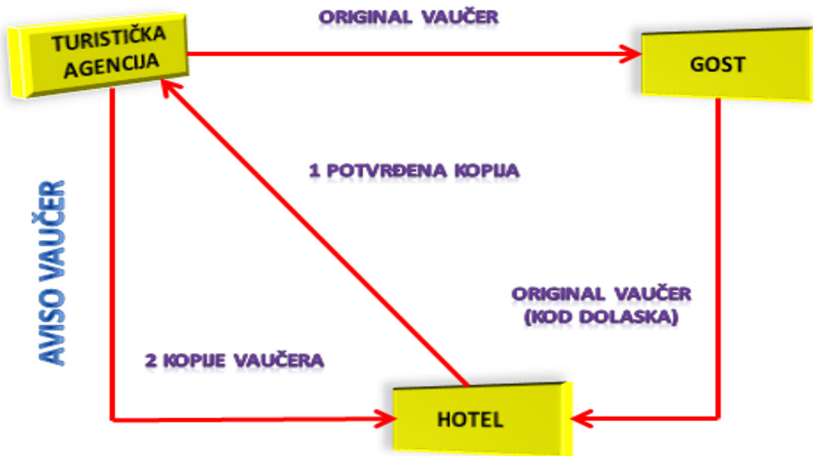 ORIGINAL VAUČER
TURISTIČKA
AGENCIJA
GOST
1 POTVRĐENA KOPIJA
AVISO VAUČER
ORIGINAL VAUČER
(KOD DOLASKA)
2 KOPIJE VAUČERA
HOTEL